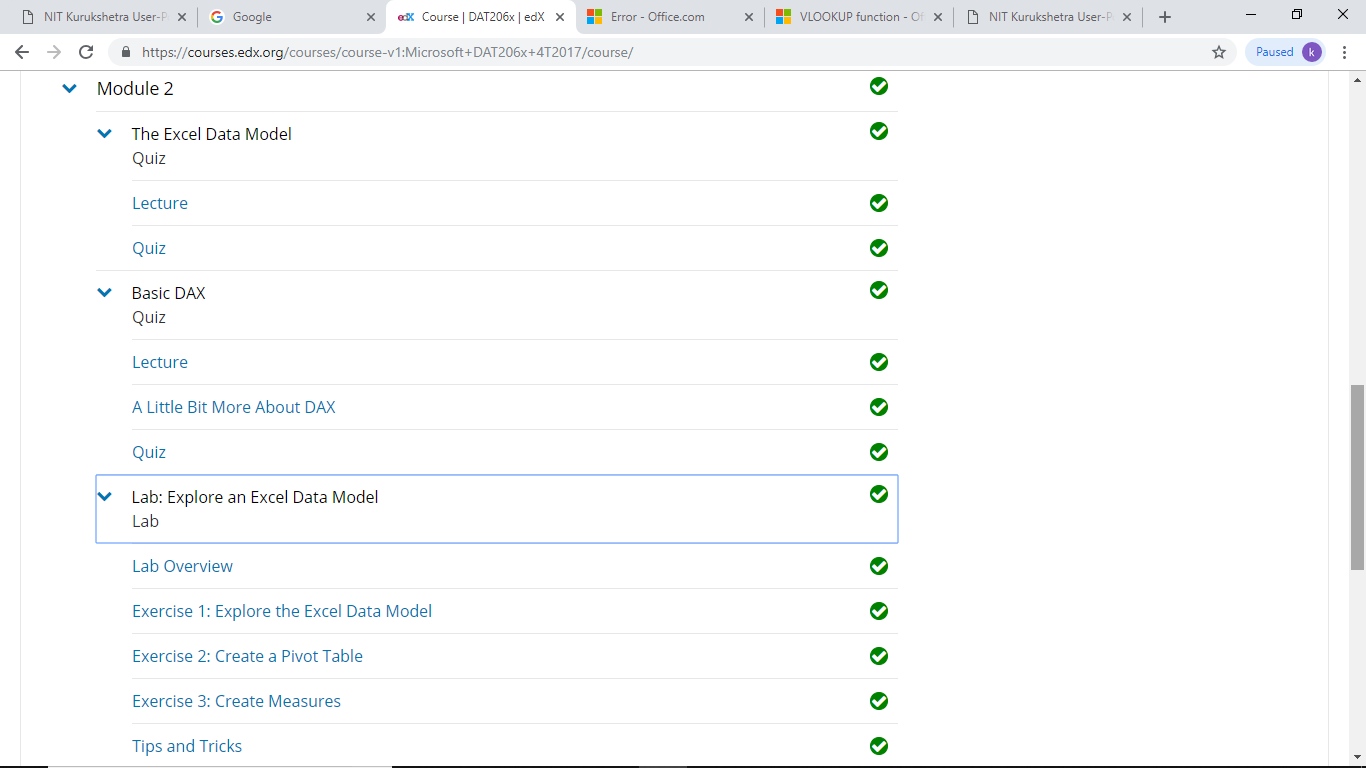 NIT Kurukshetra User-P
Google
edX Course | DAT206x | edX
Error - Office.com
VLOOKUP function - Of
NIT Kurukshetra User-P
https://courses.edx.org/courses/course-v1:Microsoft+DAT206x+4T2017/course/
Paused k
Module 2
The Excel Data Model
Quiz
Lecture
Quiz
Basic DAX
Quiz
Lecture
A Little Bit More About DAX
Quiz
Lab: Explore an Excel Data Model
Lab
Lab Overview
Exercise 1: Explore the Excel Data Model
Exercise 2: Create a Pivot Table
Exercise 3: Create Measures
Tips and Tricks